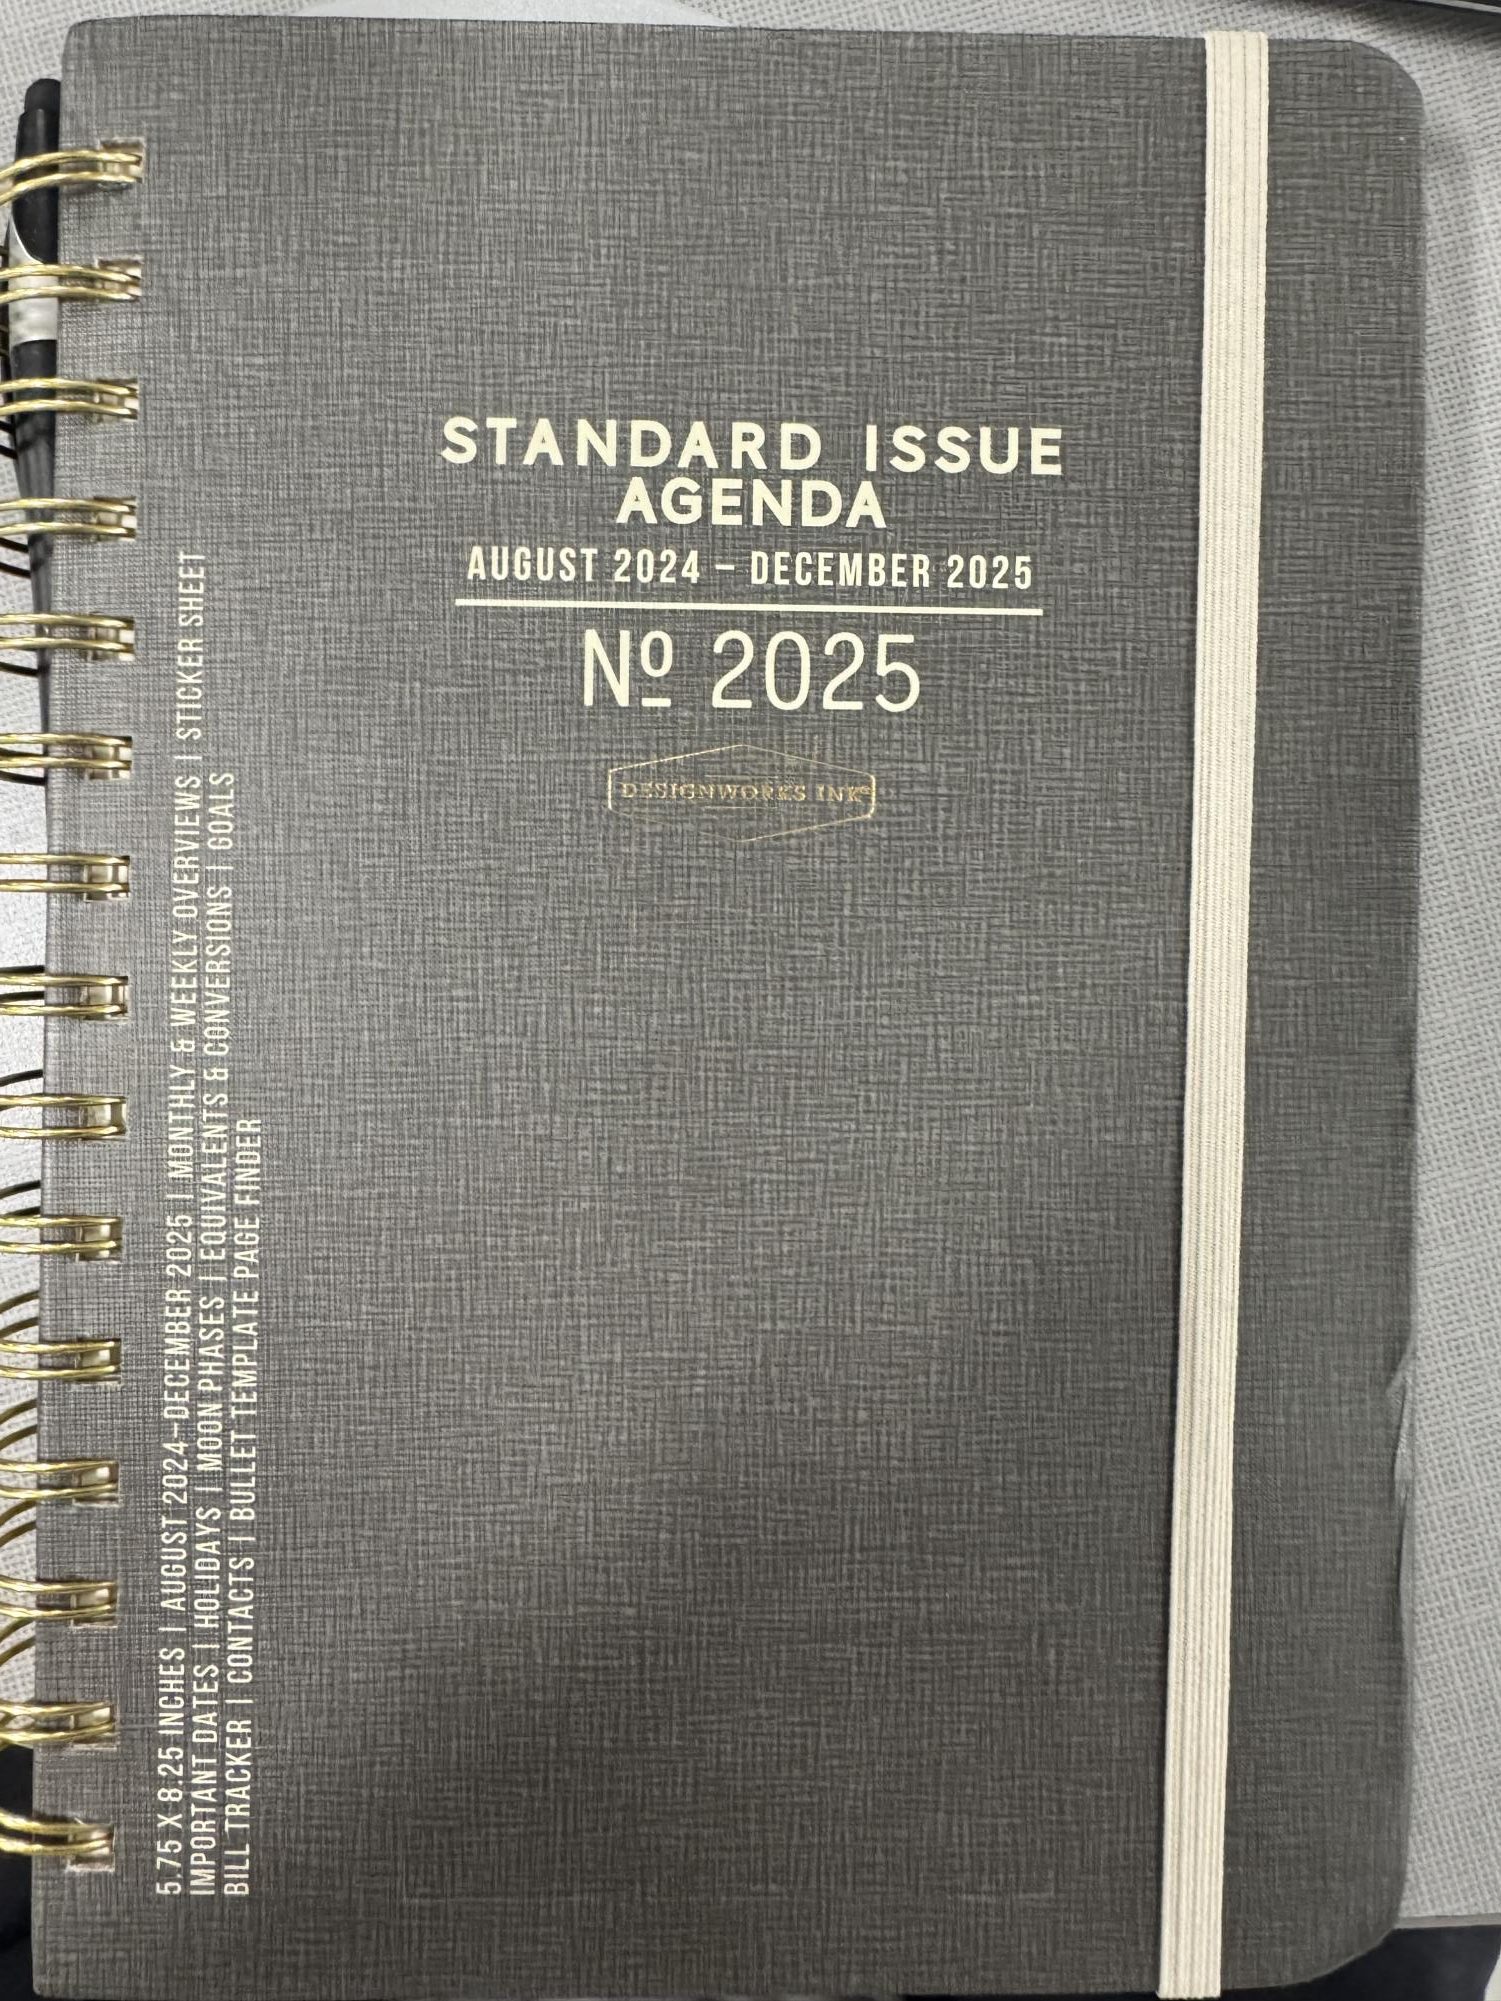 STANDARD ISSUE
AGENDA
AUGUST 2024 – DECEMBER 2025
Nº 2025
DESIGNWORKS INK®
5.75 X 8.25 INCHES | AUGUST 2024–DECEMBER 2025 | MONTHLY & WEEKLY OVERVIEWS | STICKER SHEET
IMPORTANT DATES | HOLIDAYS | MOON PHASES | EQUIVALENTS & CONVERSIONS | GOALS
BILL TRACKER | CONTACTS | BULLET TEMPLATE PAGE FINDER